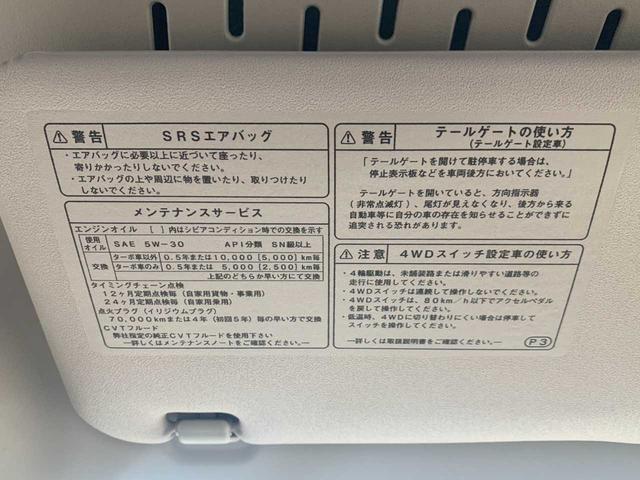 ⚠ 警告 SRSエアバッグ
・エアバッグに必要以上に近づいて座ったり、
寄りかかったりしないでください。
・エアバッグの上や周辺に物を置いたり、取りつけたり
しないでください。
メンテナンスサービス
エンジンオイル [ ]内はシビアコンディション時での交換を示す
使用オイル SAE 5W-30 API分類 SN級以上
交換 ターボ車以外 0.5年または10,000 [5,000] km毎
ターボ車のみ 0.5年または 5,000 [2,500] km毎
上記のどちらか早い方にて交換
タイミングチェーン点検
12ヶ月定期点検毎(自家用貨物・事業用)
24ヶ月定期点検毎(自家用乗用)
点火プラグ(イリジウムプラグ)
70,000kmまたは4年(初回5年)毎の早い方で交換
CVTフルード
弊社指定の純正CVTフルードを使用下さい
―詳しくはメンテナンスノートをご確認ください。―
⚠ 警告 テールゲートの使い方
(テールゲート設定車)
「テールゲートを開けて駐停車する場合は、
停止表示板などを車両後方においてください。」
テールゲートを開いていると、方向指示器
(非常点滅灯)、尾灯が見えなくなり、後方から来る
自動車等に自分の車の存在を知らせることができずに
追突されるおそれがあります。
⚠ 注意 4WDスイッチ設定車の使い方
・4輪駆動は、未舗装路または滑りやすい道路等の
走行に使用してください。
・4WDスイッチは連続して操作しないでください。
・4WDスイッチは、80km/h以下でアクセルペダル
を戻して操作してください。
・低温時、4WDに切り替わりにくい場合は停車して
スイッチを操作してください。
―詳しくは取扱説明書をご確認ください。―
P3